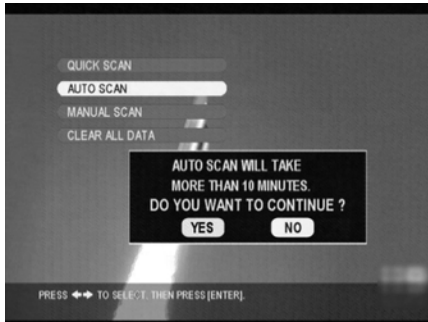 QUICK SCAN
AUTO SCAN
MANUAL SCAN
CLEAR ALL DATA
AUTO SCAN WILL TAKE
MORE THAN 10 MINUTES.
DO YOU WANT TO CONTINUE ?
YES NO
PRESS ⬅➡ TO SELECT, THEN PRESS [ENTER].